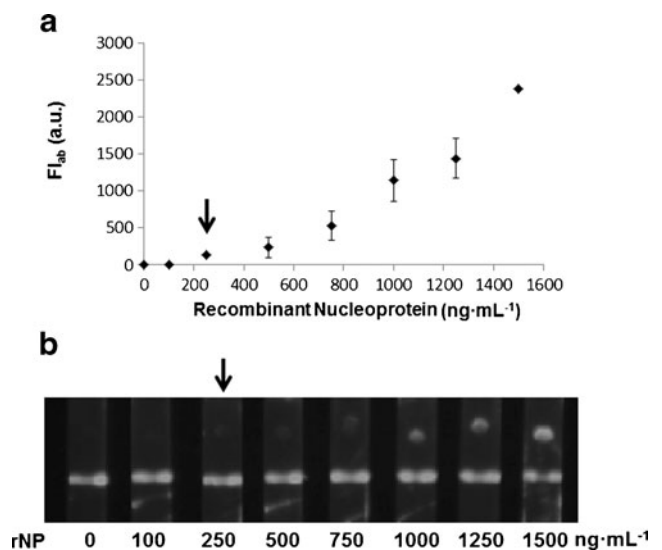 a
3000
2500
2000
1500
1000
500
0
FI_ab (a.u.)
0 200 400 600 800 1000 1200 1400 1600
Recombinant Nucleoprotein (ng·mL⁻¹)
b
rNP 0 100 250 500 750 1000 1250 1500 ng·mL⁻¹